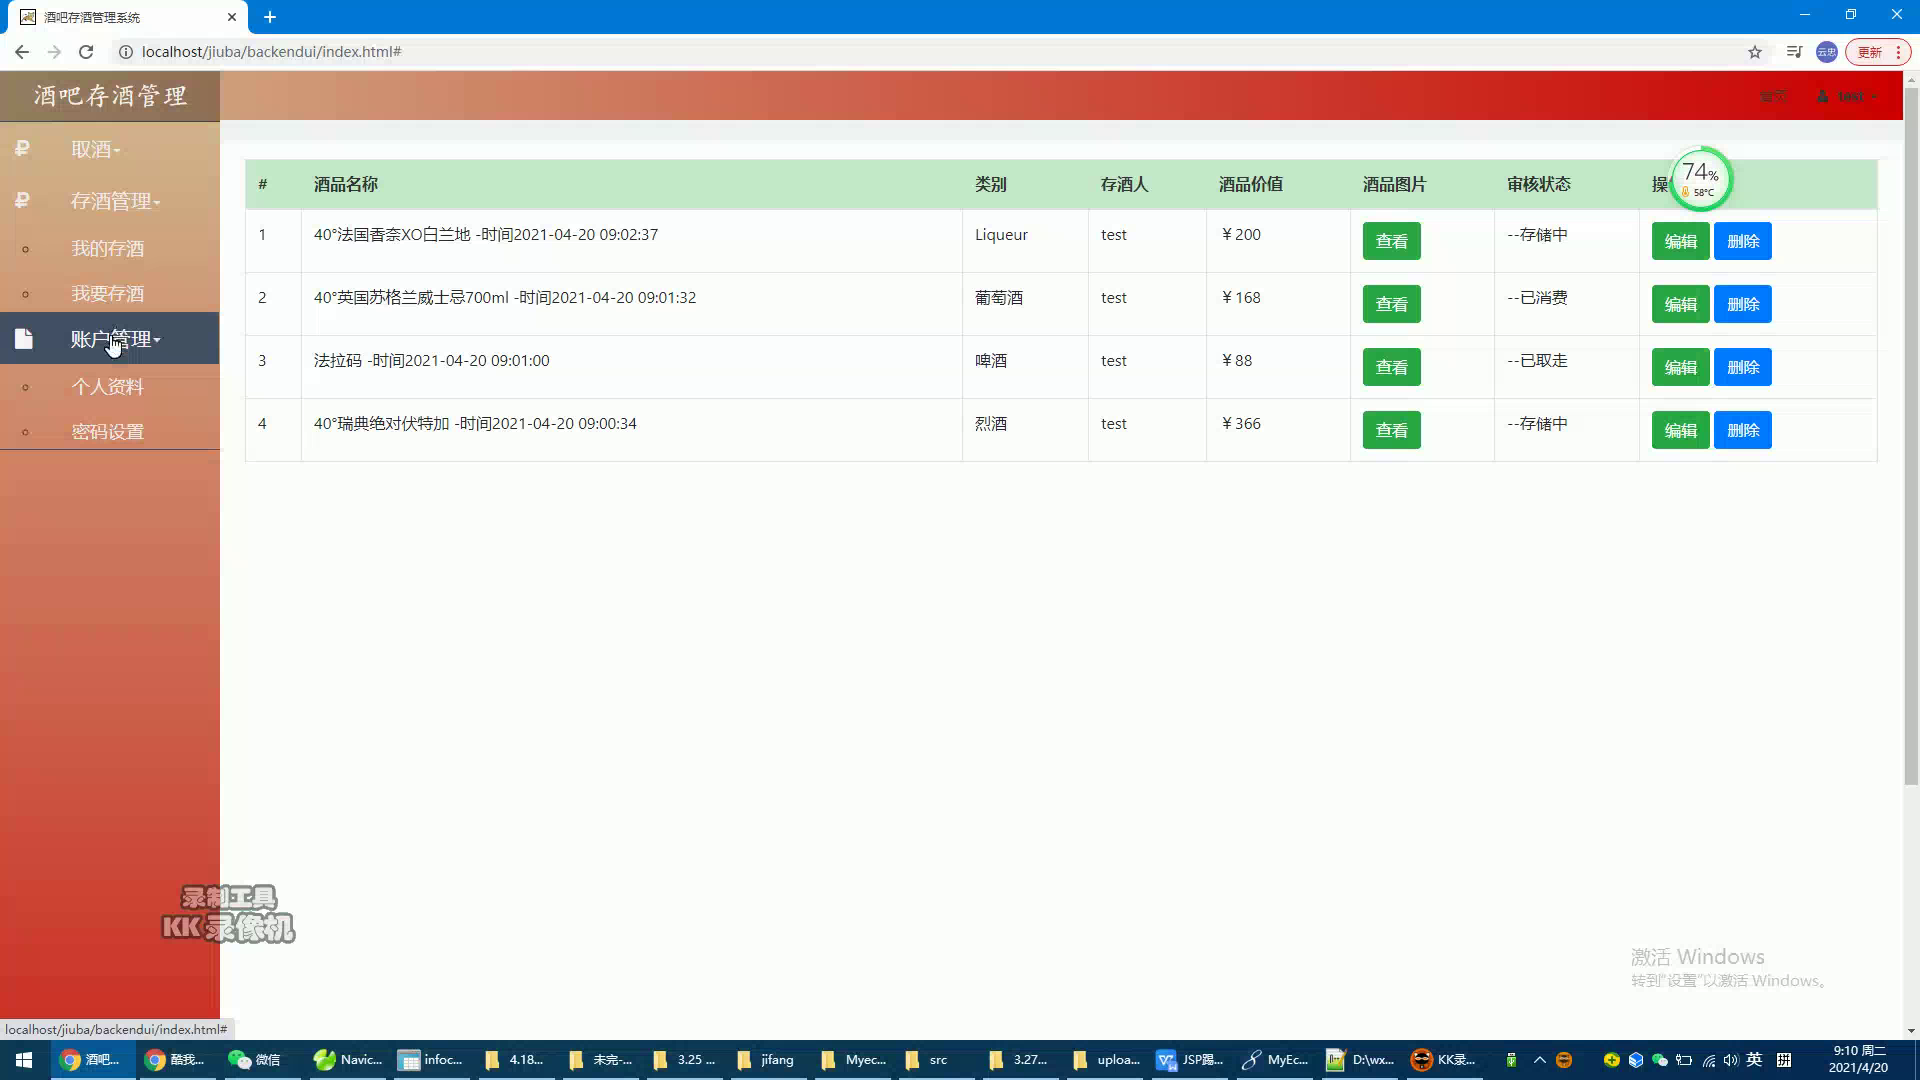 酒吧存酒管理系统
localhost/jiuba/backendui/index.html#
云忠
更新
酒吧存酒管理
首页
test
取酒
存酒管理
我的存酒
我要存酒
账户管理
个人资料
密码设置
# 酒品名称 类别 存酒人 酒品价值 酒品图片 审核状态
74%
58°C
1 40°法国香奈XO白兰地 -时间2021-04-20 09:02:37 Liqueur test ￥200 查看 --存储中 编辑 删除
2 40°英国苏格兰威士忌700ml -时间2021-04-20 09:01:32 葡萄酒 test ￥168 查看 --已消费 编辑 删除
3 法拉码 -时间2021-04-20 09:01:00 啤酒 test ￥88 查看 --已取走 编辑 删除
4 40°瑞典绝对伏特加 -时间2021-04-20 09:00:34 烈酒 test ￥366 查看 --存储中 编辑 删除
录制工具
KK 录像机
激活 Windows
转到"设置"以激活 Windows。
localhost/jiuba/backendui/index.html#
酒吧... 酷我... 微信 Navic... infoc... 4.18... 未完-... 3.25 ... jifang Myec... src 3.27... uploa... JSP踢... MyEc... D:\wx... KK录... 英 拼
9:10 周二
2021/4/20